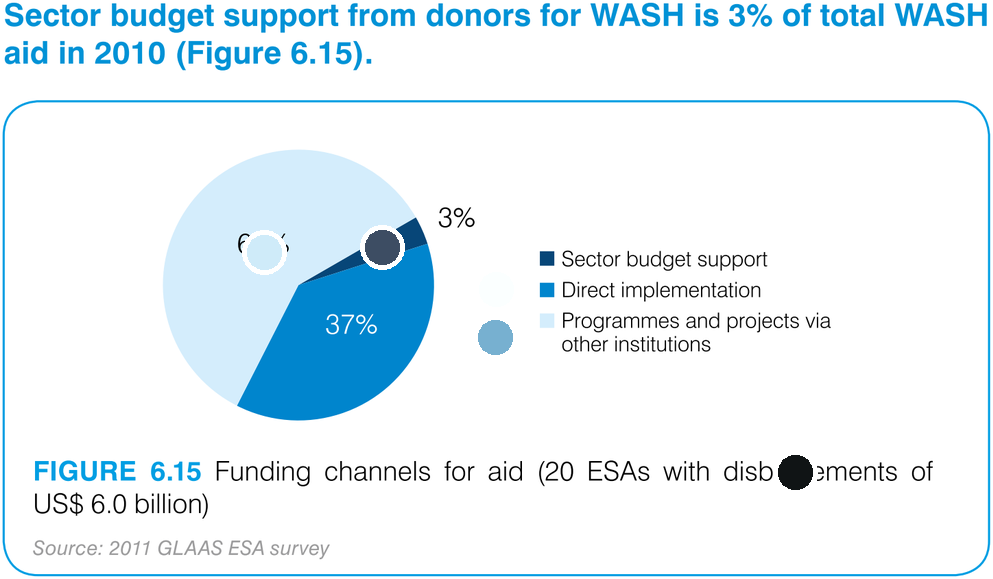 Sector budget support from donors for WASH is 3% of total WASH
aid in 2010 (Figure 6.15).
3%
37%
Sector budget support
Direct implementation
Programmes and projects via
other institutions
FIGURE 6.15 Funding channels for aid (20 ESAs with of
US$ 6.0 billion)
Source: 2011 GLAAS ESA survey